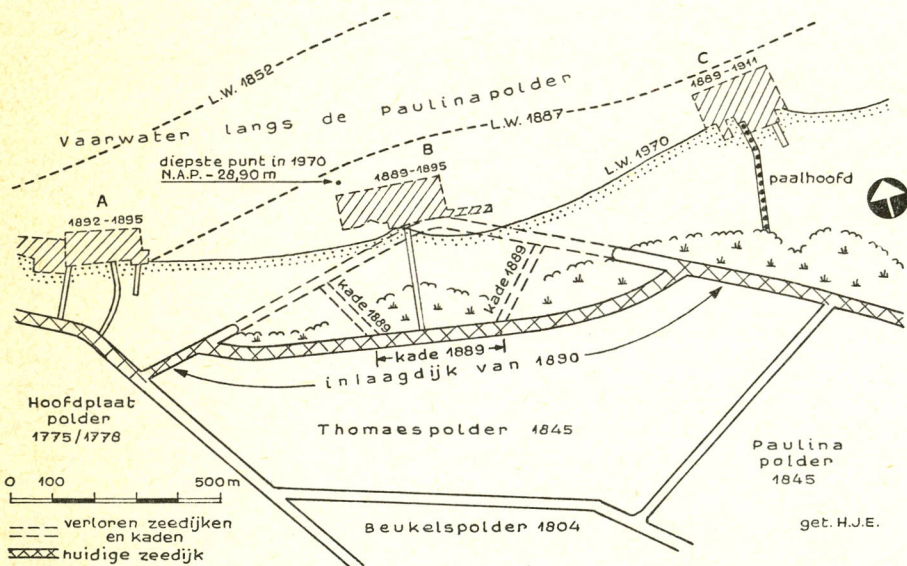 L.W. 1852
Vaarwater langs de Paulinapolder
L.W. 1887
C
1889-1911
diepste punt in 1970
N.A.P. - 28,90 m
B
1889-1895
L.W. 1970
paalhoofd
A
1892-1895
kade 1889
kade 1889
kade 1889
inlaagdijk van 1890
Hoofdplaat
polder
1775/1778
Thomaespolder 1845
Paulina
polder
1845
0 100 500m
Beukelspolder 1804
get. H.J.E.
verloren zeedijken
en kaden
huidige zeedijk